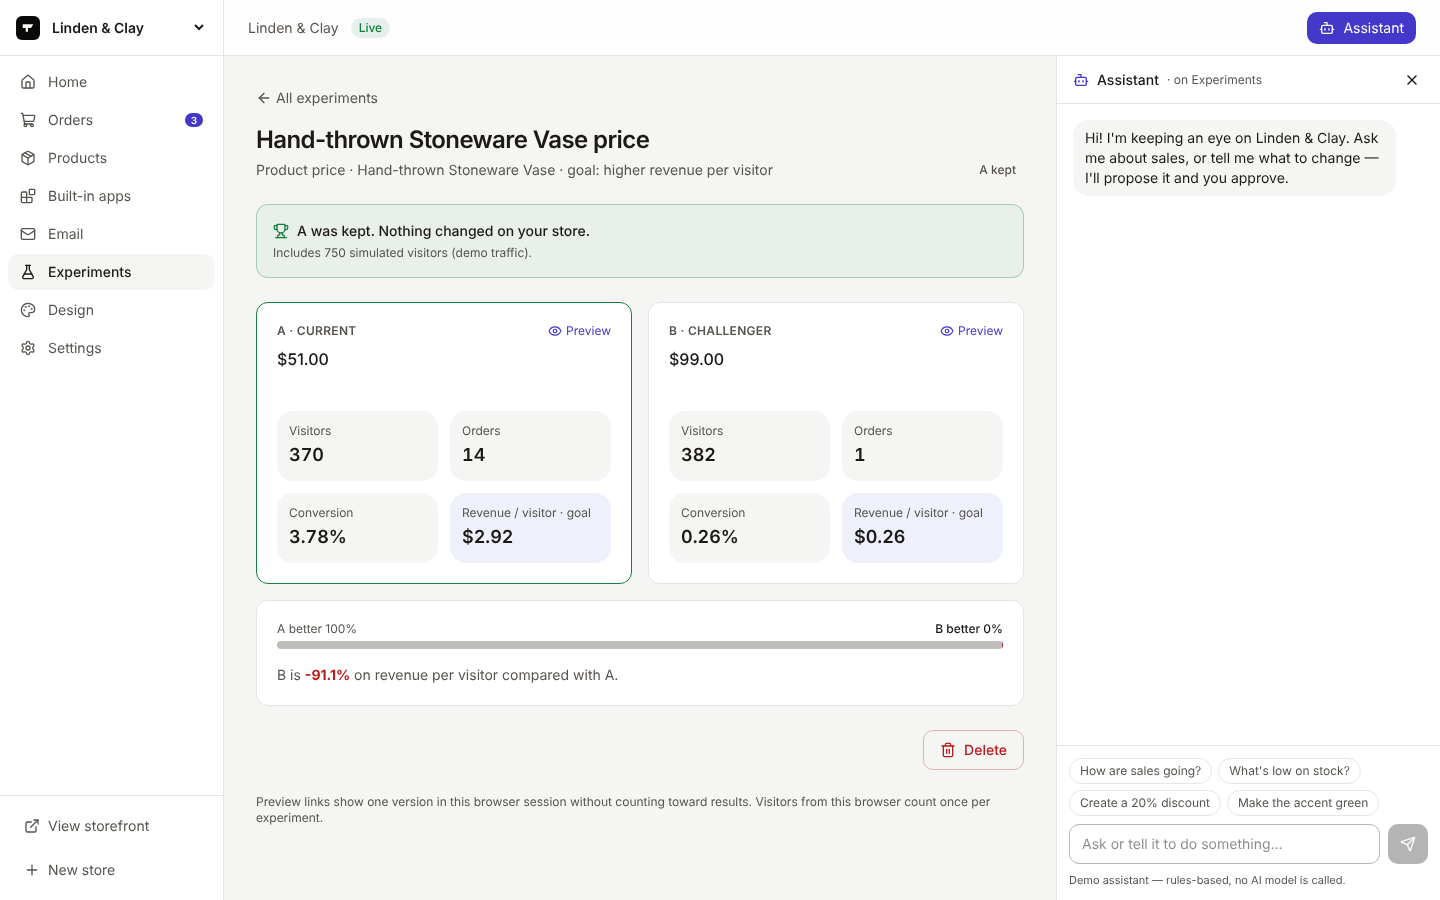 Linden & Clay
Home
Orders
3
Products
Built-in apps
Email
Experiments
Design
Settings
View storefront
New store
Linden & Clay
Live
Assistant
All experiments
Hand-thrown Stoneware Vase price
Product price · Hand-thrown Stoneware Vase · goal: higher revenue per visitor
A kept
A was kept. Nothing changed on your store.
Includes 750 simulated visitors (demo traffic).
A · CURRENT
Preview
$51.00
Visitors
370
Orders
14
Conversion
3.78%
Revenue / visitor · goal
$2.92
B · CHALLENGER
Preview
$99.00
Visitors
382
Orders
1
Conversion
0.26%
Revenue / visitor · goal
$0.26
A better 100%
B better 0%
B is -91.1% on revenue per visitor compared with A.
Delete
Preview links show one version in this browser session without counting toward results. Visitors from this browser count once per
experiment.
Assistant
· on Experiments
Hi! I'm keeping an eye on Linden & Clay. Ask
me about sales, or tell me what to change —
I'll propose it and you approve.
How are sales going?
What's low on stock?
Create a 20% discount
Make the accent green
Ask or tell it to do something...
Demo assistant — rules-based, no AI model is called.